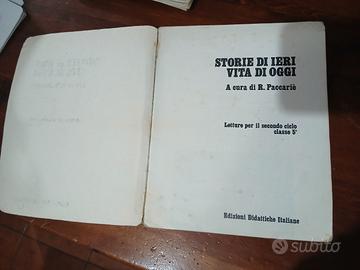 STORIE DI IERI
VITA DI OGGI
A cura di R. Paccariè
Letture per il secondo ciclo
classe 5ª
Edizioni Didattiche Italiane
subito